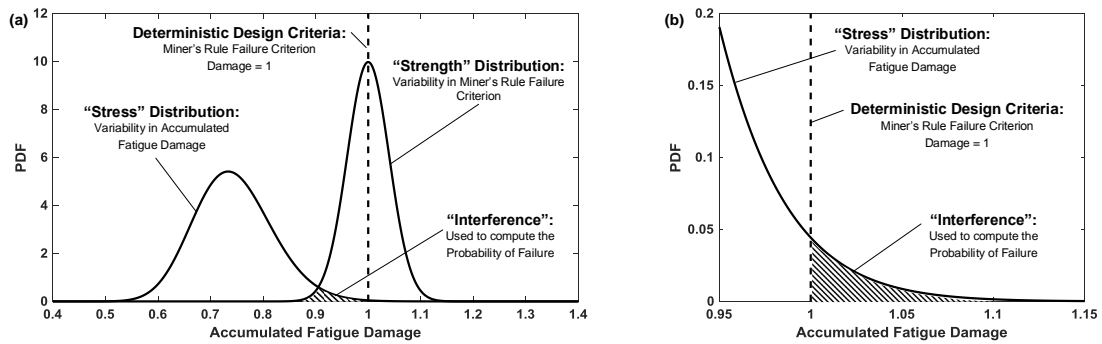 (a)
12
10
8
6
4
2
0
PDF
0.4 0.5 0.6 0.7 0.8 0.9 1.0 1.1 1.2 1.3 1.4
Accumulated Fatigue Damage
Deterministic Design Criteria:
Miner's Rule Failure Criterion
Damage = 1
“Strength” Distribution:
Variability in Miner's Rule Failure
Criterion
“Stress” Distribution:
Variability in Accumulated
Fatigue Damage
“Interference”:
Used to compute the
Probability of Failure
(b)
0.2
0.15
0.1
0.05
0
PDF
0.95 1 1.05 1.1 1.15
Accumulated Fatigue Damage
“Stress” Distribution:
Variability in Accumulated
Fatigue Damage
Deterministic Design Criteria:
Miner's Rule Failure Criterion
Damage = 1
“Interference”:
Used to compute the
Probability of Failure